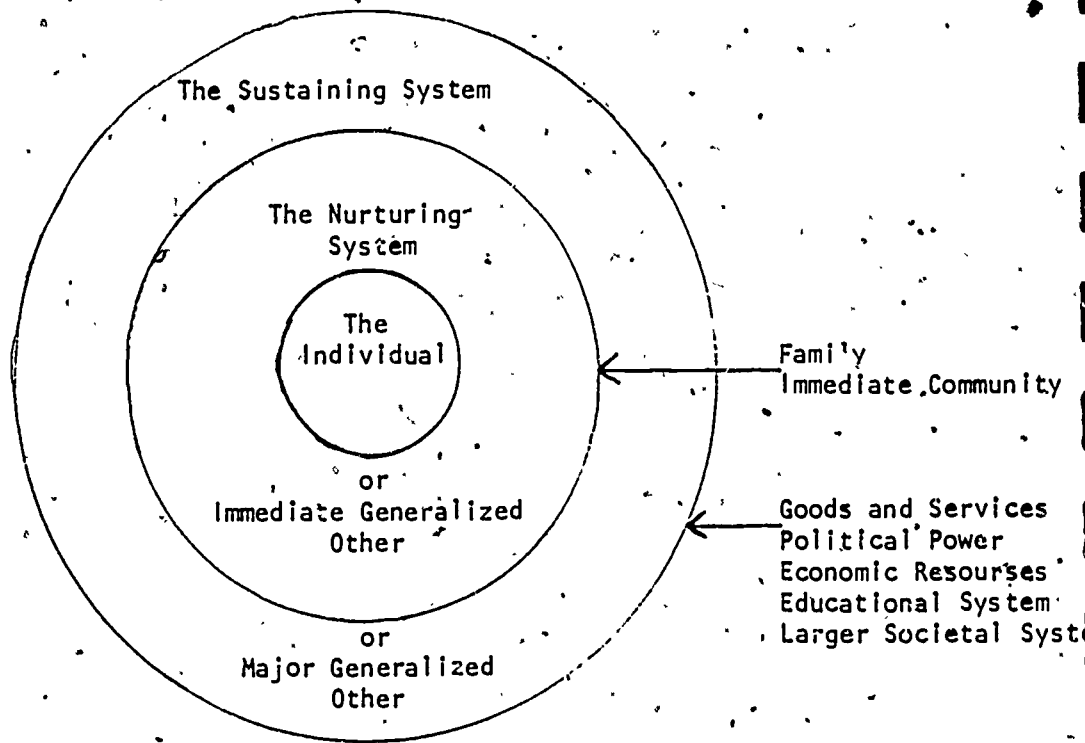 The Sustaining System
The Nurturing
System
The
Individual
or
Immediate Generalized
Other
or
Major Generalized
Other
Family
Immediate Community
Goods and Services
Political Power
Economic Resourses
Educational System
Larger Societal Syste